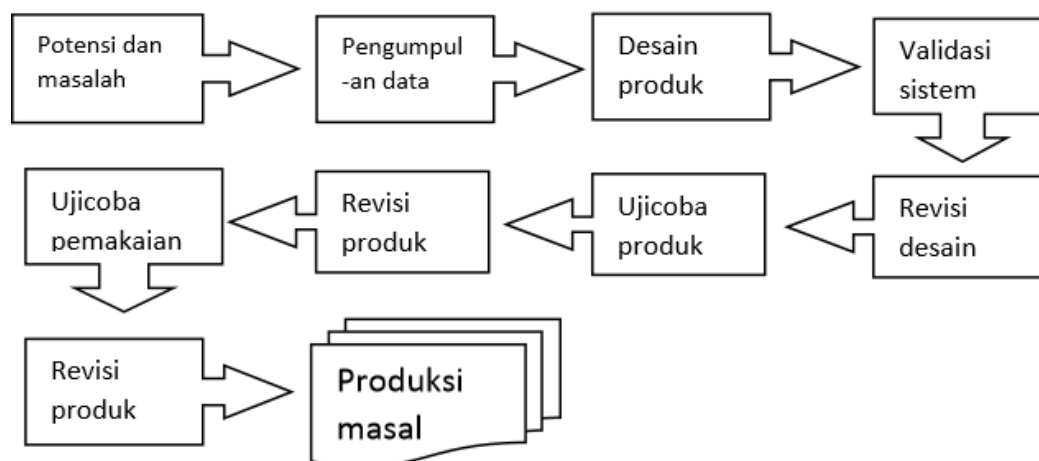 Potensi dan
masalah
Pengumpul
-an data
Desain
produk
Validasi
sistem
Revisi
desain
Ujicoba
produk
Revisi
produk
Ujicoba
pemakaian
Revisi
produk
Produksi
masal